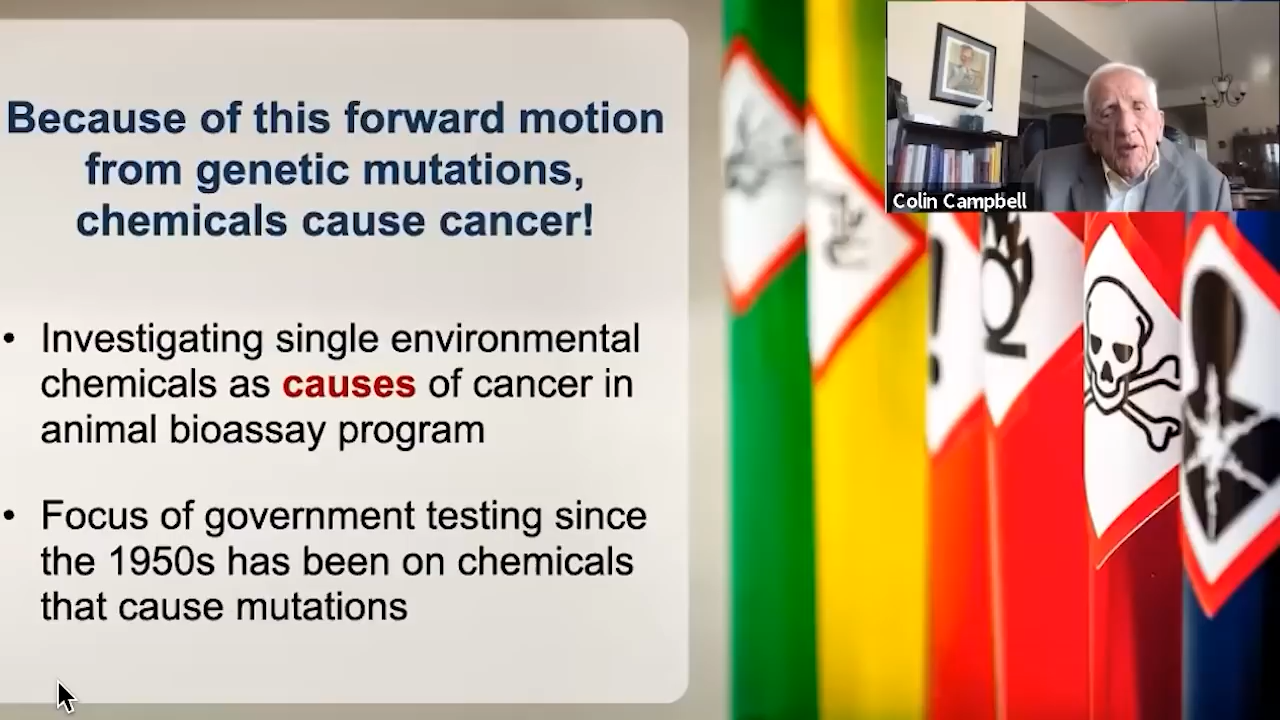 Because of this forward motion
from genetic mutations,
chemicals cause cancer!
• Investigating single environmental
chemicals as causes of cancer in
animal bioassay program
• Focus of government testing since
the 1950s has been on chemicals
that cause mutations
Colin Campbell